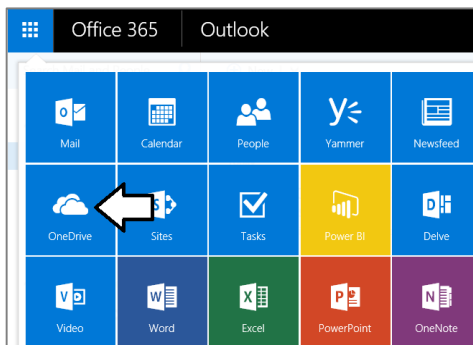 Office 365 Outlook
Mail Calendar People Yammer Newsfeed
OneDrive Sites Tasks Power BI Delve
Video Word Excel PowerPoint OneNote